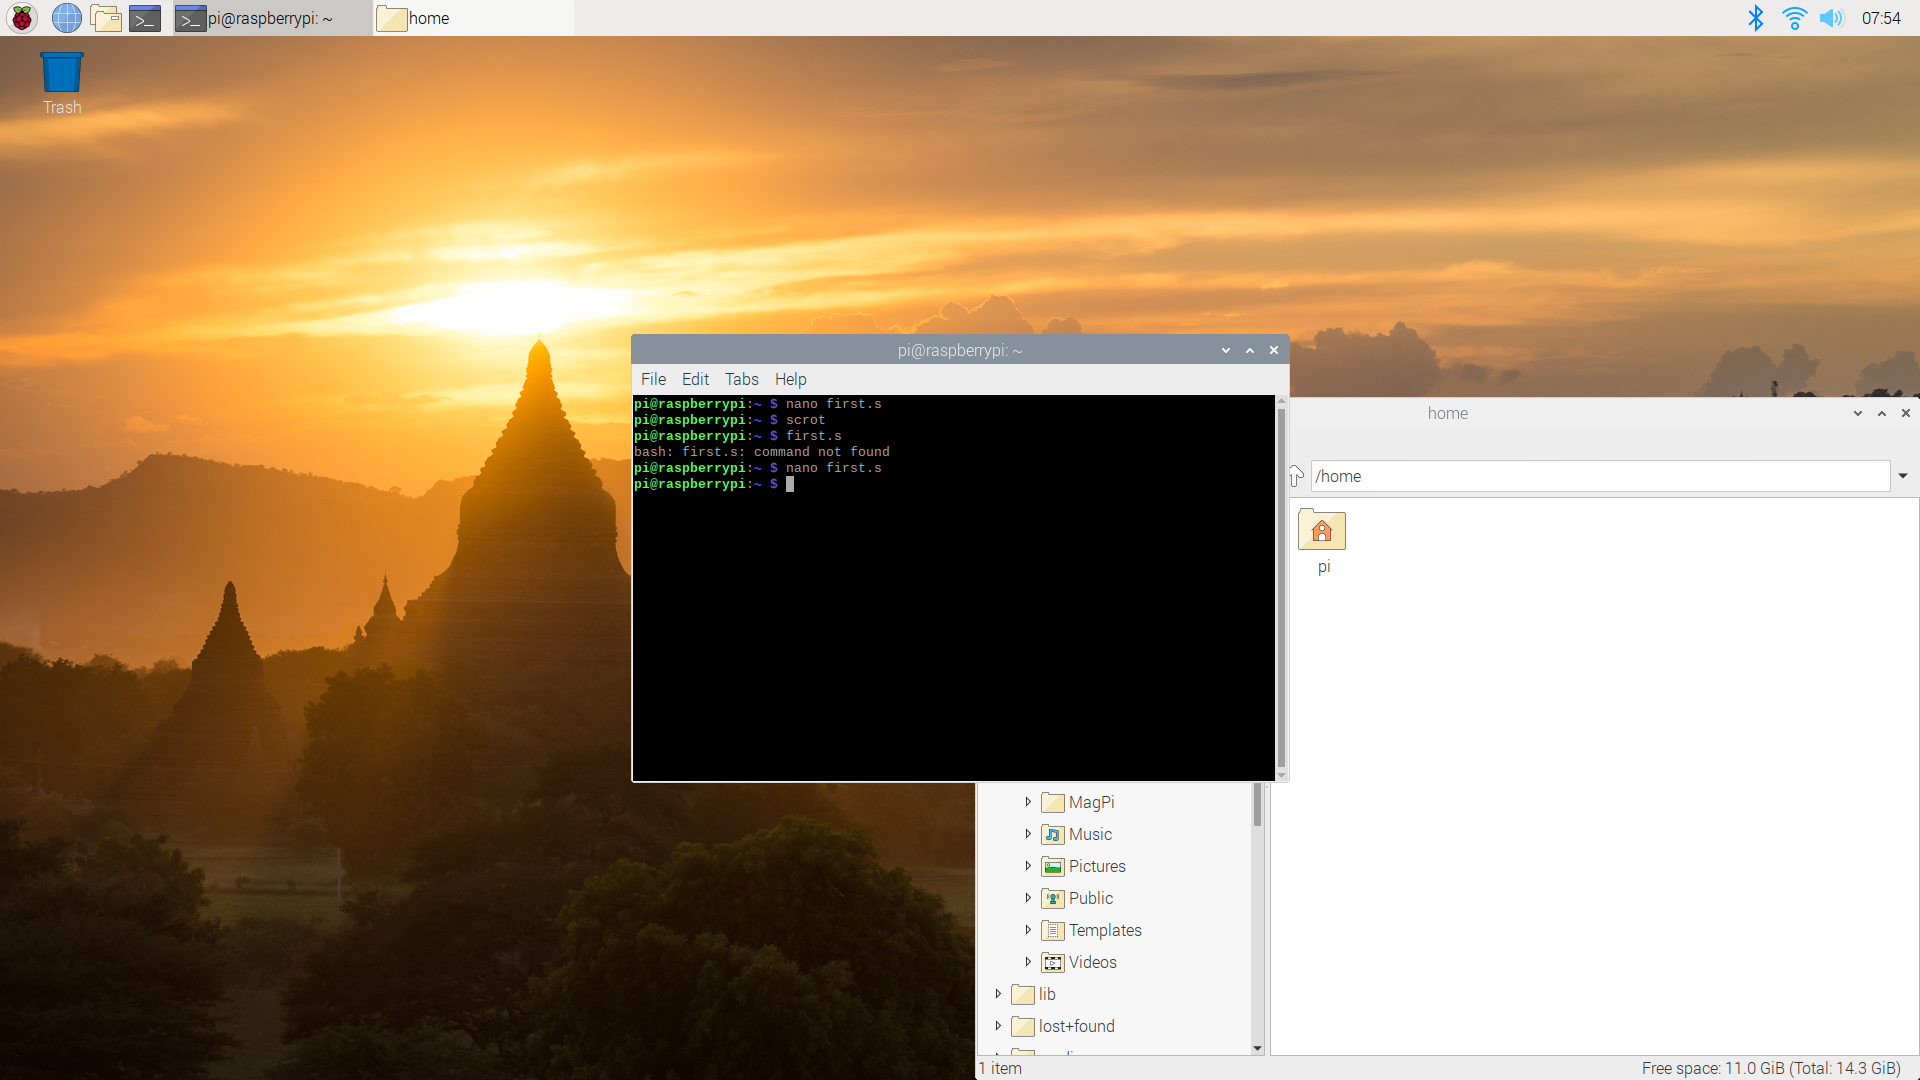 pi@raspberrypi: ~
home
07:54
Trash
pi@raspberrypi: ~
File Edit Tabs Help
pi@raspberrypi:~ $ nano first.s
pi@raspberrypi:~ $ scrot
pi@raspberrypi:~ $ first.s
bash: first.s: command not found
pi@raspberrypi:~ $ nano first.s
pi@raspberrypi:~ $
home
/home
pi
MagPi
Music
Pictures
Public
Templates
Videos
lib
lost+found
1 item
Free space: 11.0 GiB (Total: 14.3 GiB)